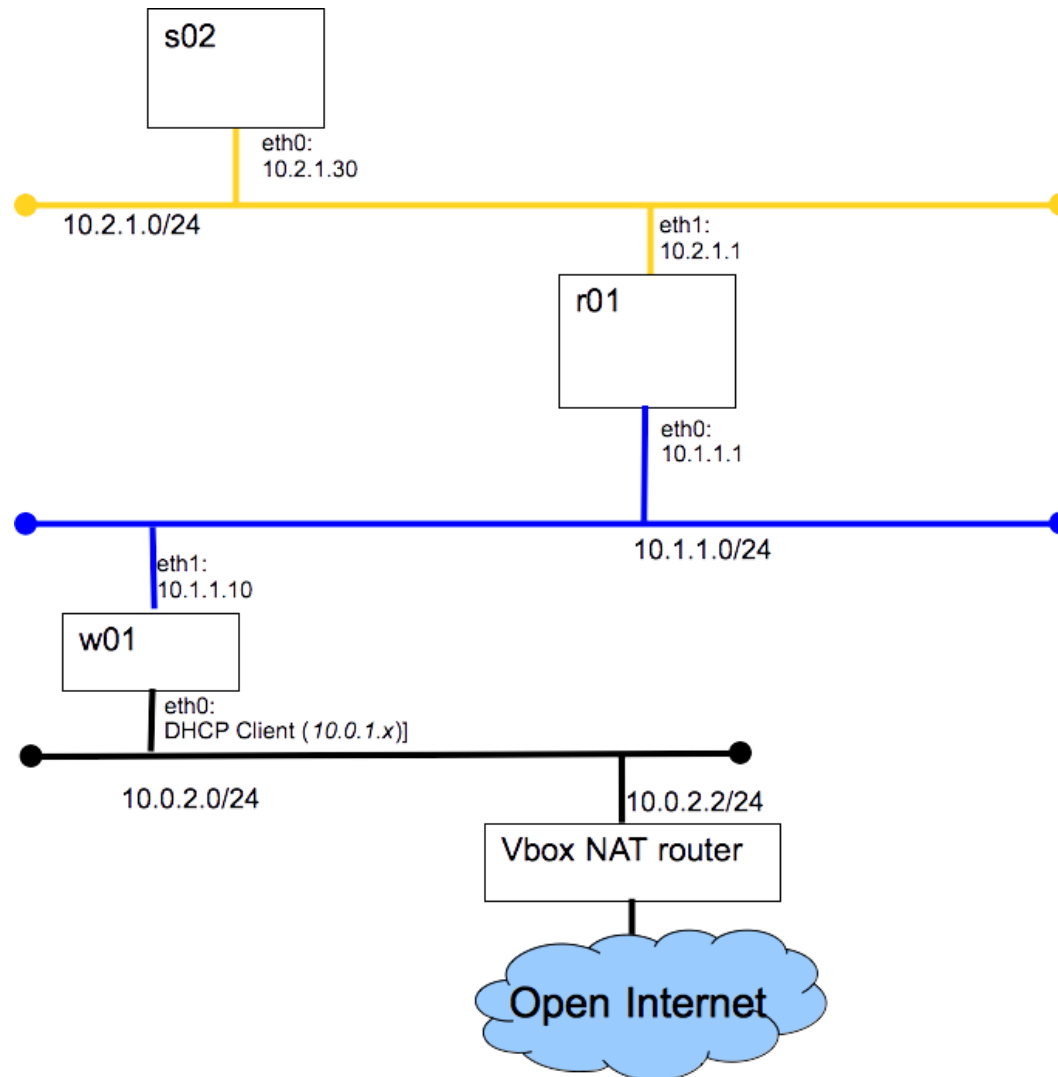 s02
eth0:
10.2.1.30
10.2.1.0/24
eth1:
10.2.1.1
r01
eth0:
10.1.1.1
10.1.1.0/24
eth1:
10.1.1.10
w01
eth0:
DHCP Client (10.0.1.x)]
10.0.2.0/24
10.0.2.2/24
Vbox NAT router
Open Internet